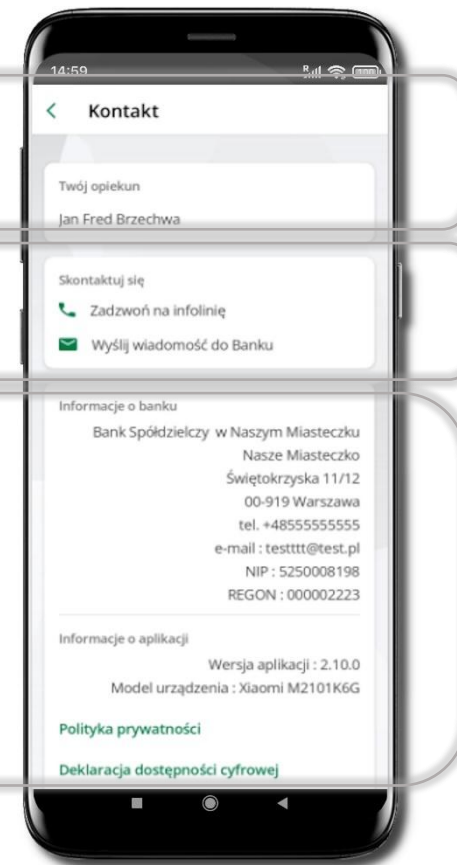 14:59
Kontakt
Twój opiekun
Jan Fred Brzechwa
Skontaktuj się
Zadzwoń na infolinię
Wyślij wiadomość do Banku
Informacje o banku
Bank Spółdzielczy w Naszym Miasteczku
Nasze Miasteczko
Świętokrzyska 11/12
00-919 Warszawa
tel. +48555555555
e-mail : testttt@test.pl
NIP : 5250008198
REGON : 000002223
Informacje o aplikacji
Wersja aplikacji : 2.10.0
Model urządzenia : Xiaomi M2101K6G
Polityka prywatności
Deklaracja dostępności cyfrowej